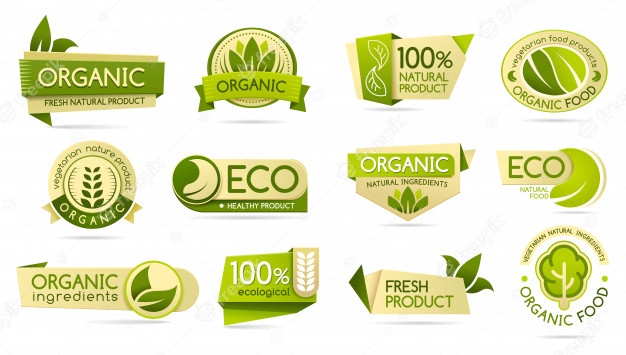 ORGANIC
FRESH NATURAL PRODUCT
ORGANIC
100%
NATURAL
PRODUCT
vegetarian food products
ORGANIC FOOD
vegetarian nature product
ORGANIC
ECO
HEALTHY PRODUCT
ORGANIC
NATURAL INGREDIENTS
ECO
NATURAL
FOOD
ORGANIC
ingredients
100%
ecological
FRESH
PRODUCT
VEGETARIAN NATURAL INGREDIENTS
ORGANIC FOOD